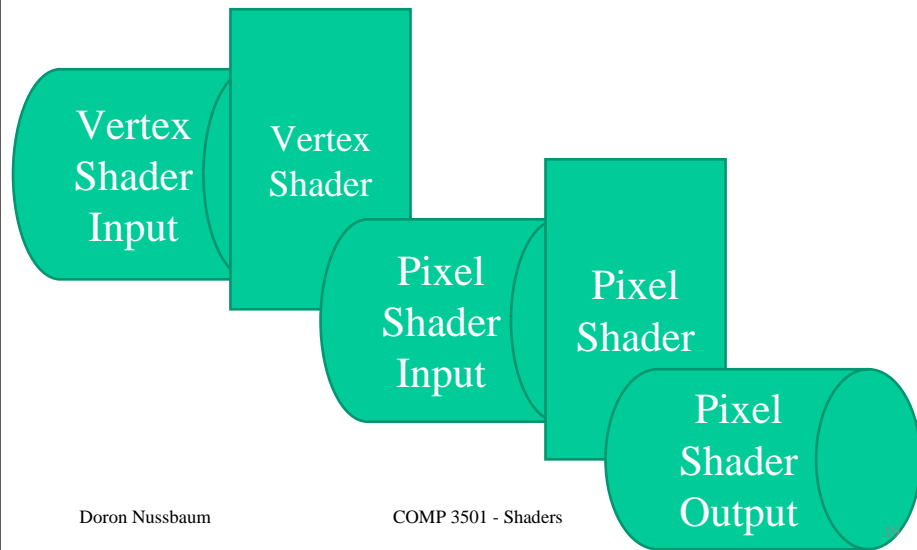 Vertex
Shader
Input
Vertex
Shader
Pixel
Shader
Input
Pixel
Shader
Pixel
Shader
Output
Doron Nussbaum
COMP 3501 - Shaders